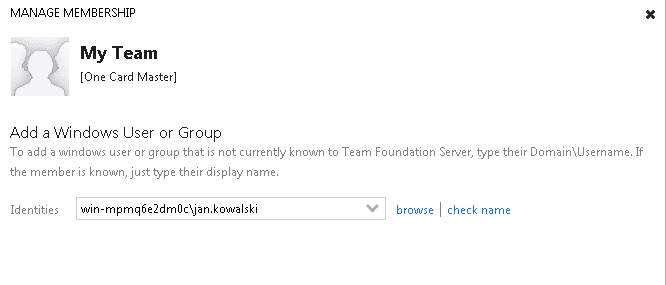 MANAGE MEMBERSHIP
My Team
[One Card Master]
Add a Windows User or Group
To add a windows user or group that is not currently known to Team Foundation Server, type their Domain\Username. If
the member is known, just type their display name.
Identities win-mpmq6e2dm0c\jan.kowalski browse | check name